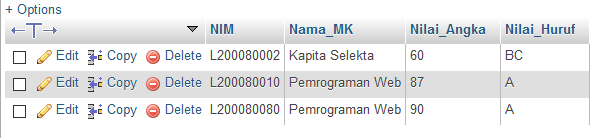 + Options
NIM Nama_MK Nilai_Angka Nilai_Huruf
Edit Copy Delete L200080002 Kapita Selekta 60 BC
Edit Copy Delete L200080010 Pemrograman Web 87 A
Edit Copy Delete L200080080 Pemrograman Web 90 A